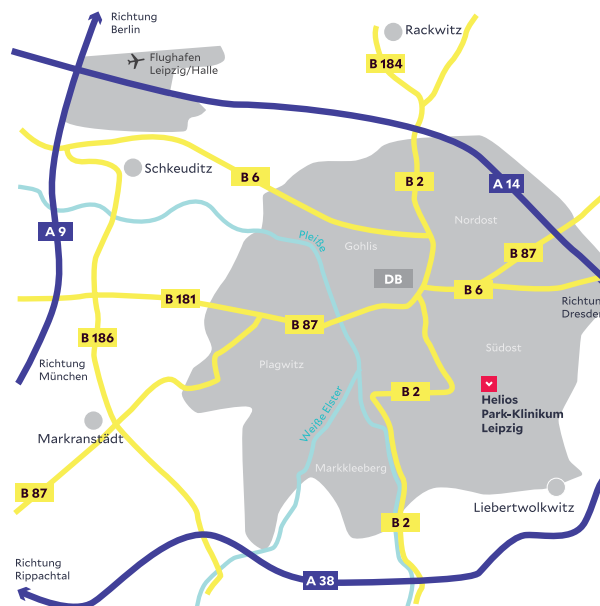 Richtung
Berlin
Rackwitz
Flughafen
Leipzig/Halle
B 184
Schkeuditz
B 6
B 2
A 14
Nordost
A 9
Pleiße
Gohlis
B 87
DB
B 6
B 181
Richtun
Dresden
B 87
B 186
Südost
Plagwitz
Richtung
München
B 2
Helios
Park-Klinikum
Leipzig
Weiße Elster
Markranstädt
Markkleeberg
B 87
Liebertwolkwitz
B 2
Richtung
Rippachtal
A 38